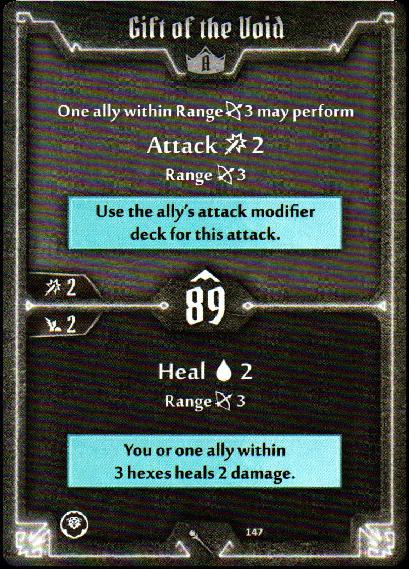 Gift of the Void
A
One ally within Range 3 may perform
Attack 2
Range 3
Use the ally's attack modifier
deck for this attack.
2
89
2
Heal 2
Range 3
You or one ally within
3 hexes heals 2 damage.
147